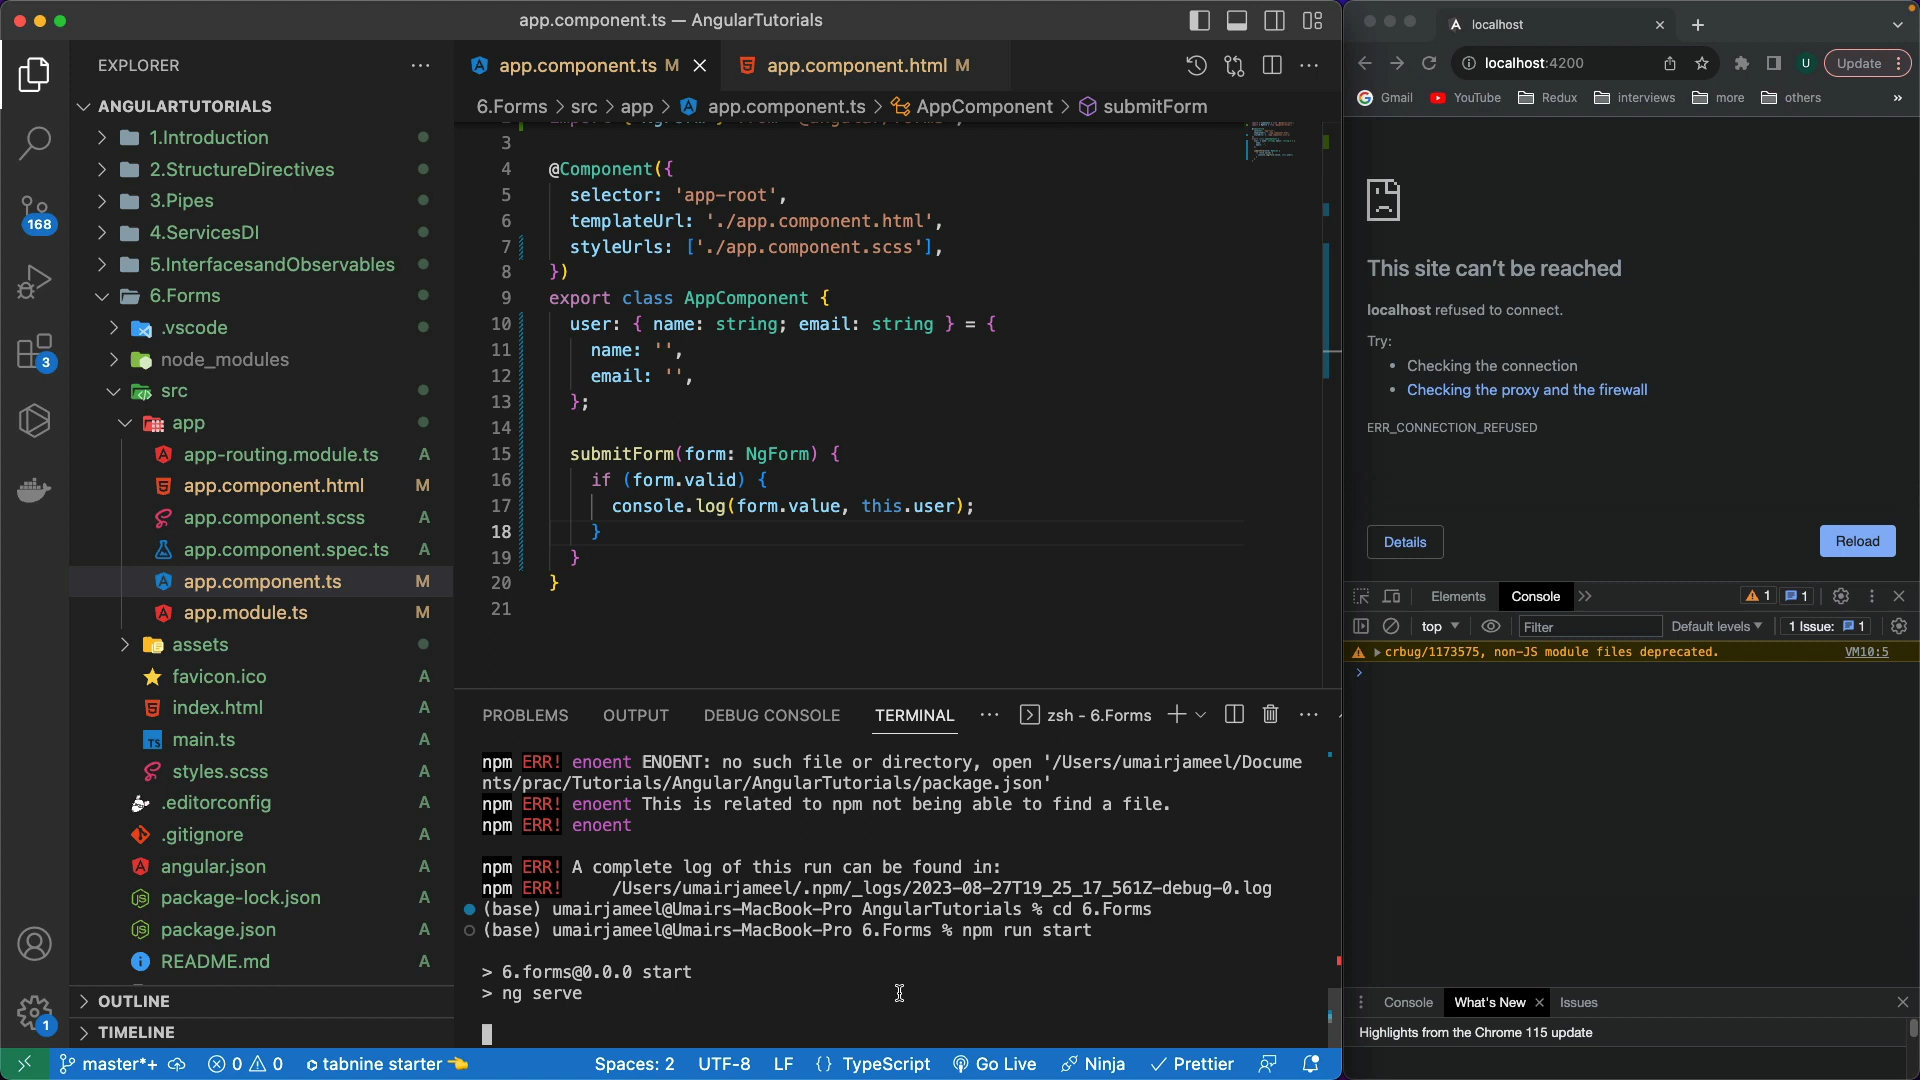 app.component.ts — AngularTutorials
EXPLORER
ANGULARTUTORIALS
1.Introduction
2.StructureDirectives
3.Pipes
4.ServicesDI
5.InterfacesandObservables
6.Forms
.vscode
node_modules
src
app
app-routing.module.ts A
app.component.html M
app.component.scss A
app.component.spec.ts A
app.component.ts M
app.module.ts M
assets
favicon.ico A
index.html A
main.ts A
styles.scss A
.editorconfig A
.gitignore A
angular.json A
package-lock.json A
package.json A
README.md A
OUTLINE
TIMELINE
168
3
1
app.component.ts M
app.component.html M
6.Forms > src > app > app.component.ts > AppComponent > submitForm
3
4 @Component({
5 selector: 'app-root',
6 templateUrl: './app.component.html',
7 styleUrls: ['./app.component.scss'],
8 })
9 export class AppComponent {
10 user: { name: string; email: string } = {
11 name: '',
12 email: '',
13 };
14
15 submitForm(form: NgForm) {
16 if (form.valid) {
17 console.log(form.value, this.user);
18 }
19 }
20 }
21
PROBLEMS OUTPUT DEBUG CONSOLE TERMINAL ··· zsh - 6.Forms
npm ERR! enoent ENOENT: no such file or directory, open '/Users/umairjameel/Docume
nts/prac/Tutorials/Angular/AngularTutorials/package.json'
npm ERR! enoent This is related to npm not being able to find a file.
npm ERR! enoent
npm ERR! A complete log of this run can be found in:
npm ERR! /Users/umairjameel/.npm/_logs/2023-08-27T19_25_17_561Z-debug-0.log
(base) umairjameel@Umairs-MacBook-Pro AngularTutorials % cd 6.Forms
(base) umairjameel@Umairs-MacBook-Pro 6.Forms % npm run start
> 6.forms@0.0.0 start
> ng serve
master*+ 0 0 tabnine starter Spaces: 2 UTF-8 LF {} TypeScript Go Live Ninja Prettier
localhost
localhost:4200
U
Update
Gmail YouTube Redux interviews more others »
This site can't be reached
localhost refused to connect.
Try:
• Checking the connection
• Checking the proxy and the firewall
ERR_CONNECTION_REFUSED
Details
Reload
Elements Console » 1 1
top Filter Default levels 1 Issue: 1
crbug/1173575, non-JS module files deprecated. VM10:5
Console What's New Issues
Highlights from the Chrome 115 update